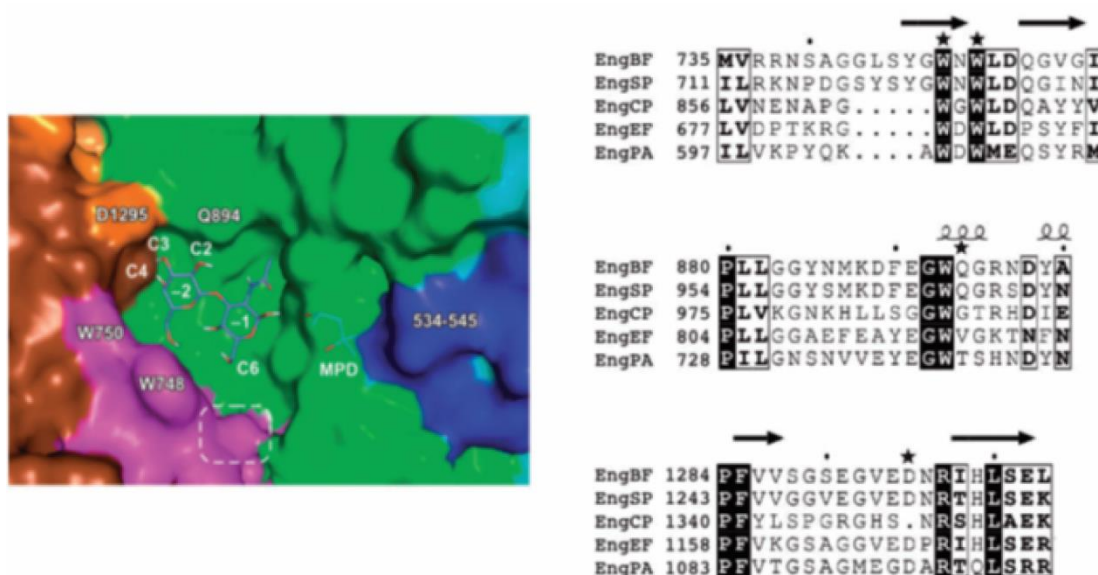 D1295
Q894
C3
C2
C4
–2
–1
W750
534-545
W748
C6
MPD
EngBF 735 MVRRNSAGGLSYGWNWLDQGVGI
EngSP 711 ILRKNPDGSYSYGWNWLDQGINI
EngCP 856 LVNENAPG.....WGWLDQAYYV
EngEF 677 LVDPTKRG.....WDWLDPSYFI
EngPA 597 ILVKPYQK....AWDWMEQSYRM
EngBF 880 PLLGGYNMKDFEGWQGRNDYA
EngSP 954 PLLGGYSMKDFEGWQGRSDYN
EngCP 975 PLVKGNKHLLSGGWGTRHDIE
EngEF 804 PLLGGAEFEAYEGWVGKTNFN
EngPA 728 PILGNSNVVEYEGWTSHNDYN
EngBF 1284 PFVVSGSEGVEDNRIHLSEL
EngSP 1243 PFVVGGVEGVEDNRTHLSEK
EngCP 1340 PFYLSPGRGHS.NRSHLAEK
EngEF 1158 PFVKGSAGGVEDPRIHLSER
EngPA 1083 PFVTGSAGMEGDARTQLSRR